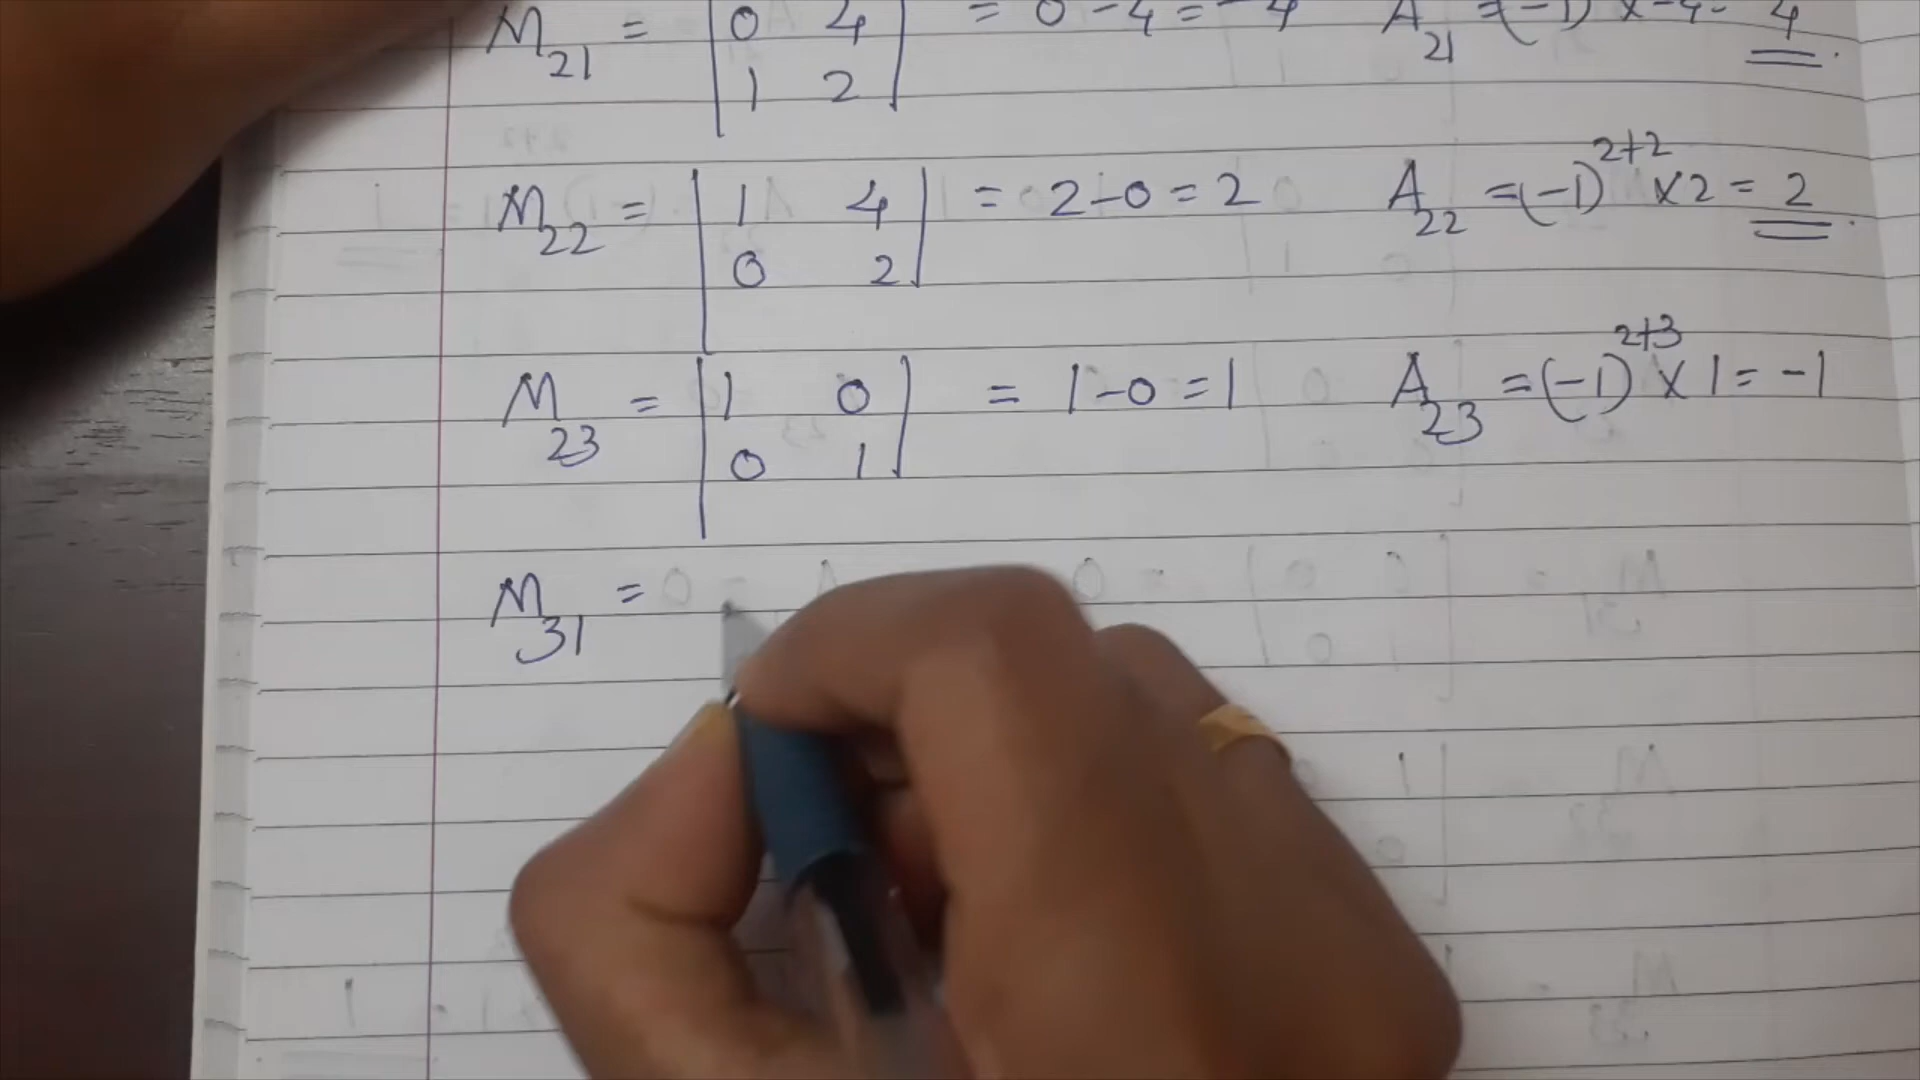 M21 = | 0 4 | = 0 - 4 = -4 A21 = (-1) x -4 = 4
| 1 2 |
M22 = | 1 4 | = 2 - 0 = 2 A22 = (-1)^2+2 x 2 = 2
| 0 2 |
M23 = | 1 0 | = 1 - 0 = 1 A23 = (-1)^2+3 x 1 = -1
| 0 1 |
M31 =